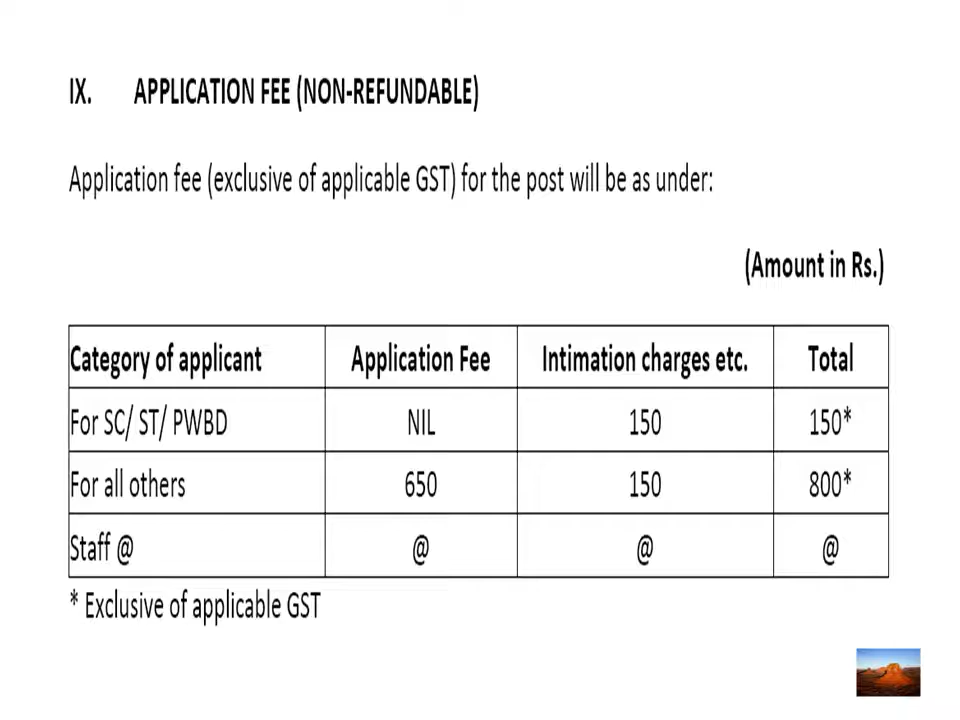 IX. APPLICATION FEE (NON-REFUNDABLE)
Application fee (exclusive of applicable GST) for the post will be as under:
(Amount in Rs.)
Category of applicant Application Fee Intimation charges etc. Total
For SC/ ST/ PWBD NIL 150 150*
For all others 650 150 800*
Staff @ @ @ @
* Exclusive of applicable GST